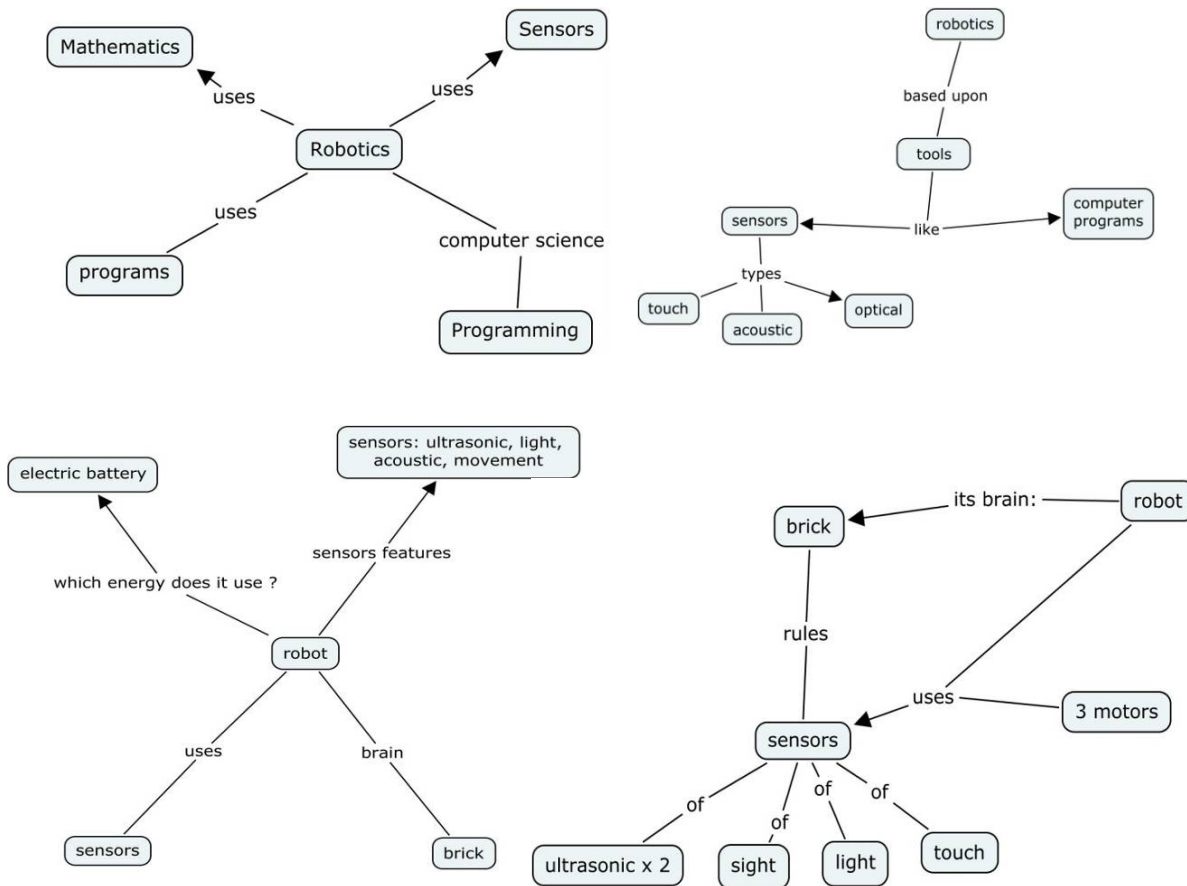 Mathematics
Sensors
uses
uses
Robotics
uses
computer science
programs
Programming
robotics
based upon
tools
sensors
like
computer
programs
types
touch
acoustic
optical
electric battery
sensors: ultrasonic, light,
acoustic, movement
sensors features
which energy does it use ?
robot
uses
brain
sensors
brick
its brain:
robot
brick
rules
uses
3 motors
sensors
of
of
of
of
ultrasonic x 2
sight
light
touch